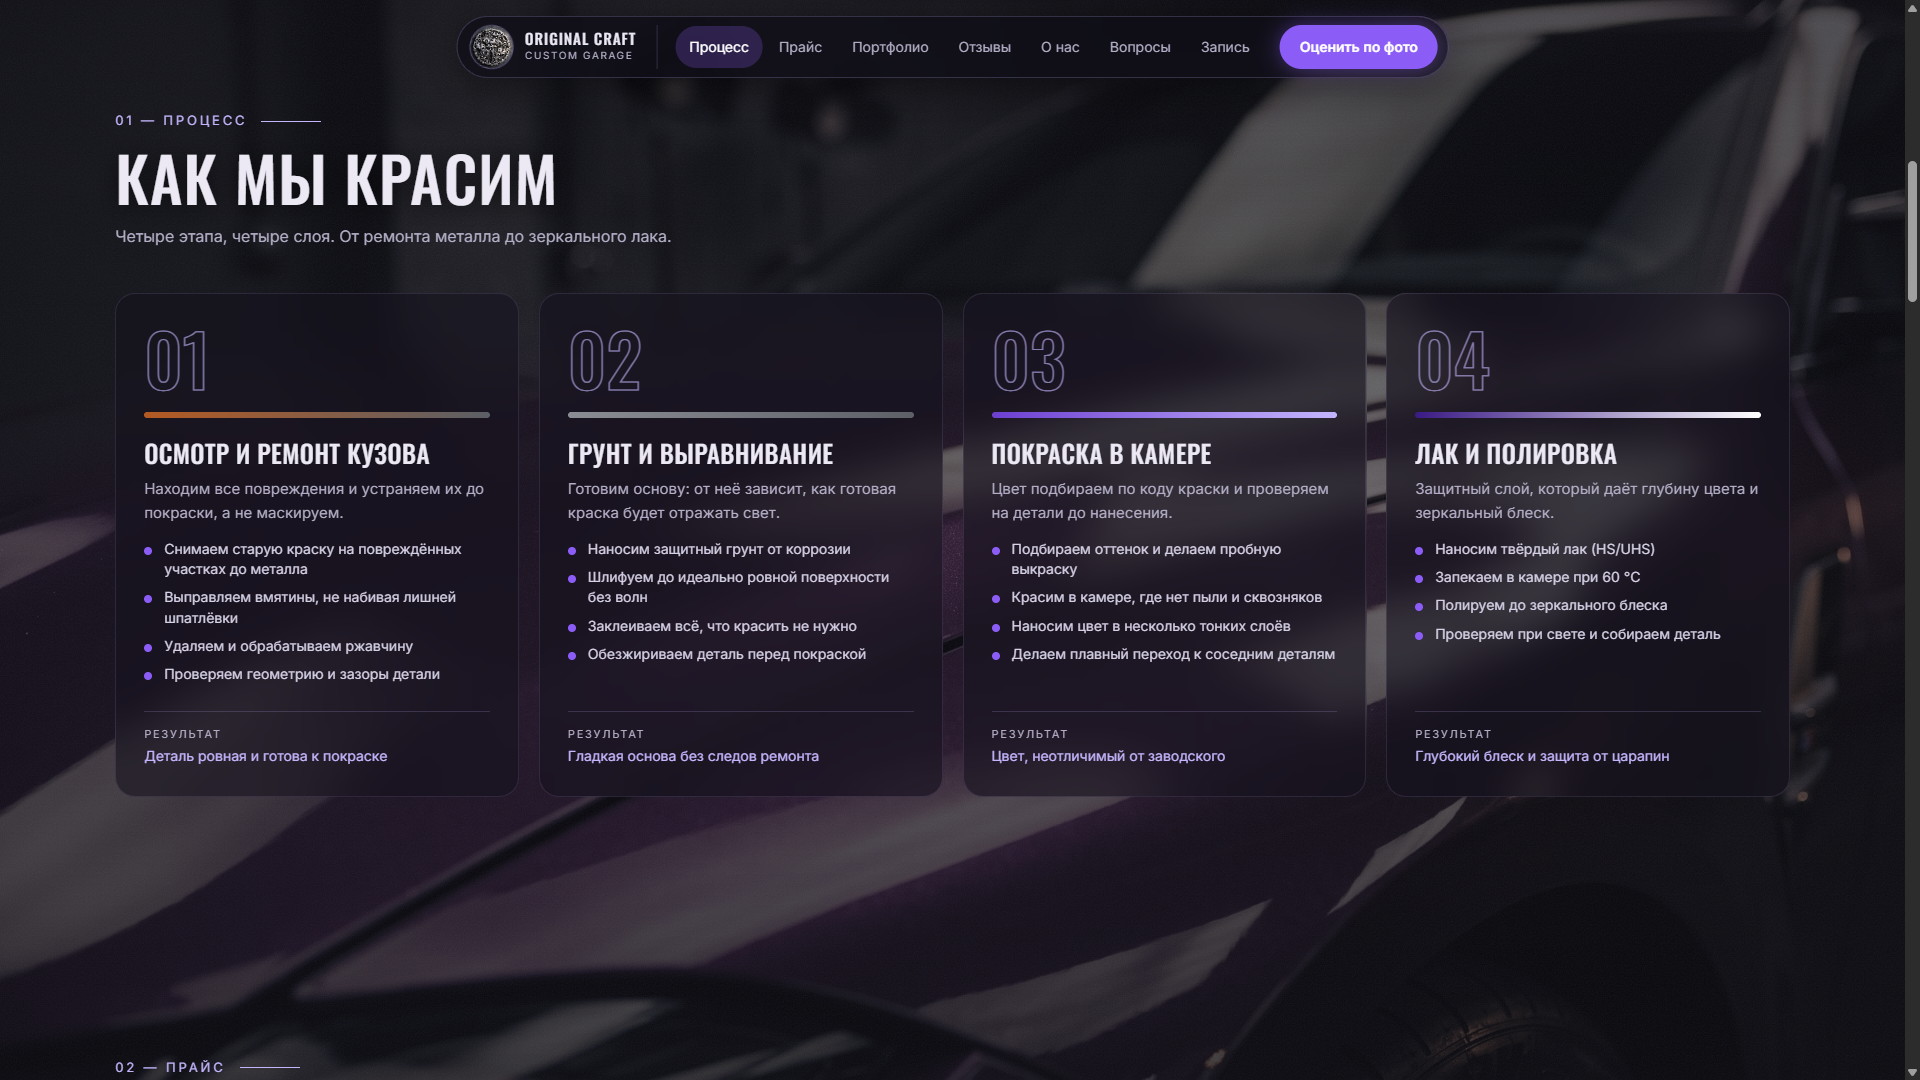 ORIGINAL CRAFT
CUSTOM GARAGE
Процесс
Прайс
Портфолио
Отзывы
О нас
Вопросы
Запись
Оценить по фото
01 — ПРОЦЕСС
КАК МЫ КРАСИМ
Четыре этапа, четыре слоя. От ремонта металла до зеркального лака.
01
ОСМОТР И РЕМОНТ КУЗОВА
Находим все повреждения и устраняем их до
покраски, а не маскируем.
Снимаем старую краску на повреждённых
участках до металла
Выправляем вмятины, не набивая лишней
шпатлёвки
Удаляем и обрабатываем ржавчину
Проверяем геометрию и зазоры детали
РЕЗУЛЬТАТ
Деталь ровная и готова к покраске
02
ГРУНТ И ВЫРАВНИВАНИЕ
Готовим основу: от неё зависит, как готовая
краска будет отражать свет.
Наносим защитный грунт от коррозии
Шлифуем до идеально ровной поверхности
без волн
Заклеиваем всё, что красить не нужно
Обезжириваем деталь перед покраской
РЕЗУЛЬТАТ
Гладкая основа без следов ремонта
03
ПОКРАСКА В КАМЕРЕ
Цвет подбираем по коду краски и проверяем
на детали до нанесения.
Подбираем оттенок и делаем пробную
выкраску
Красим в камере, где нет пыли и сквозняков
Наносим цвет в несколько тонких слоёв
Делаем плавный переход к соседним деталям
РЕЗУЛЬТАТ
Цвет, неотличимый от заводского
04
ЛАК И ПОЛИРОВКА
Защитный слой, который даёт глубину цвета и
зеркальный блеск.
Наносим твёрдый лак (HS/UHS)
Запекаем в камере при 60 °C
Полируем до зеркального блеска
Проверяем при свете и собираем деталь
РЕЗУЛЬТАТ
Глубокий блеск и защита от царапин
02 — ПРАЙС